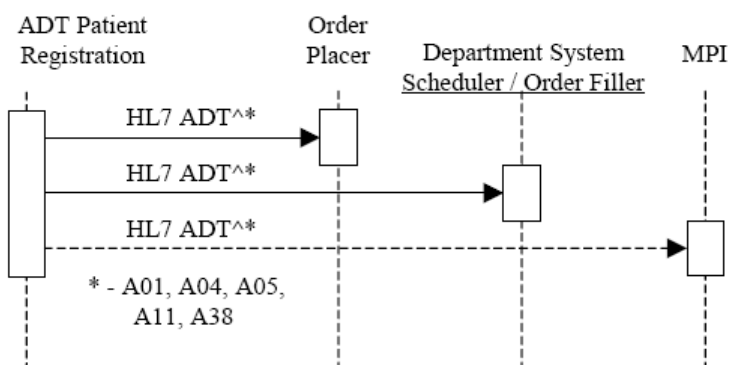 ADT Patient
Registration
Order
Placer
Department System
Scheduler / Order Filler
MPI
HL7 ADT^*
HL7 ADT^*
HL7 ADT^*
* - A01, A04, A05,
A11, A38